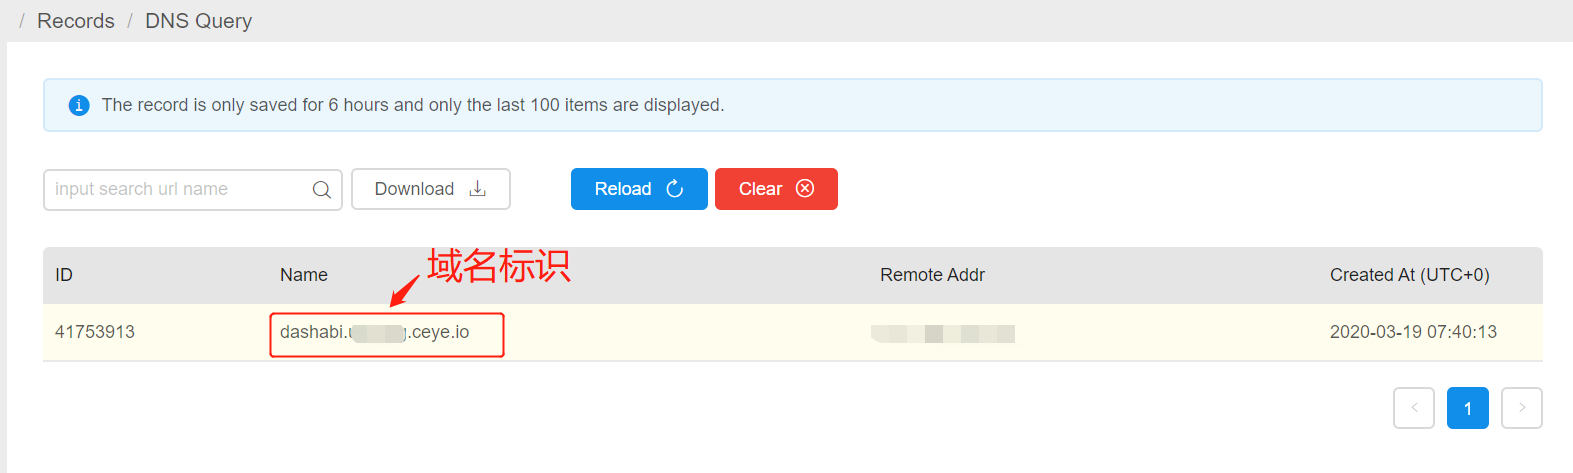 / Records / DNS Query
The record is only saved for 6 hours and only the last 100 items are displayed.
input search url name Download Reload Clear
域名标识
ID Name Remote Addr Created At (UTC+0)
41753913 dashabi. .ceye.io 2020-03-19 07:40:13
< 1 >